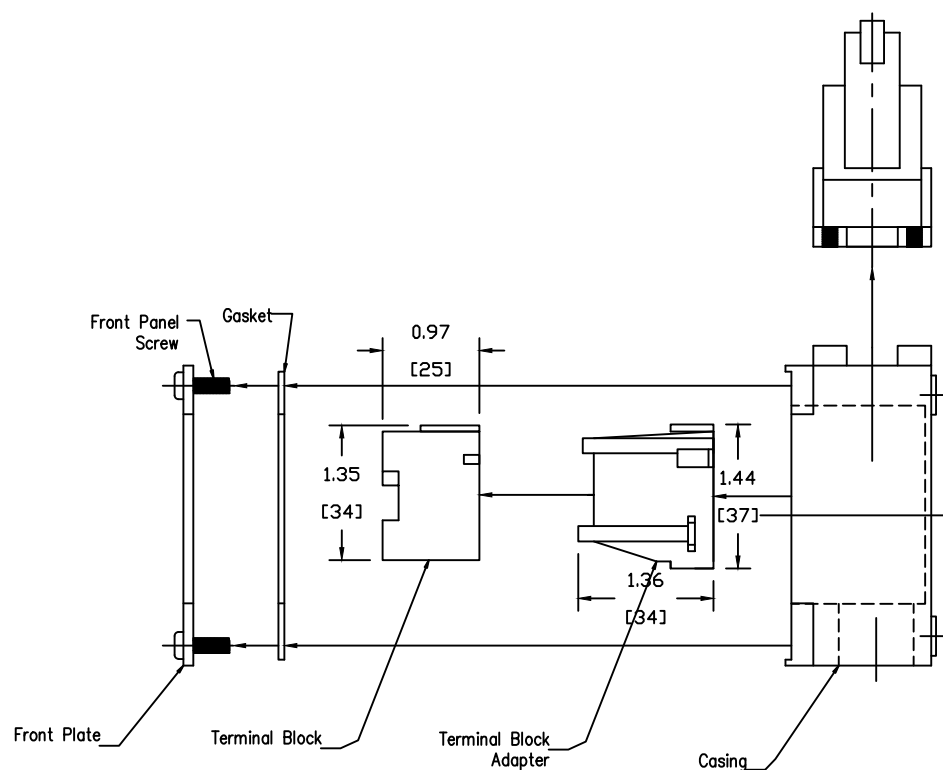 Front Panel
Screw
Gasket
0.97
[25]
1.35
[34]
1.44
[37]
1.36
[34]
Front Plate
Terminal Block
Terminal Block
Adapter
Casing